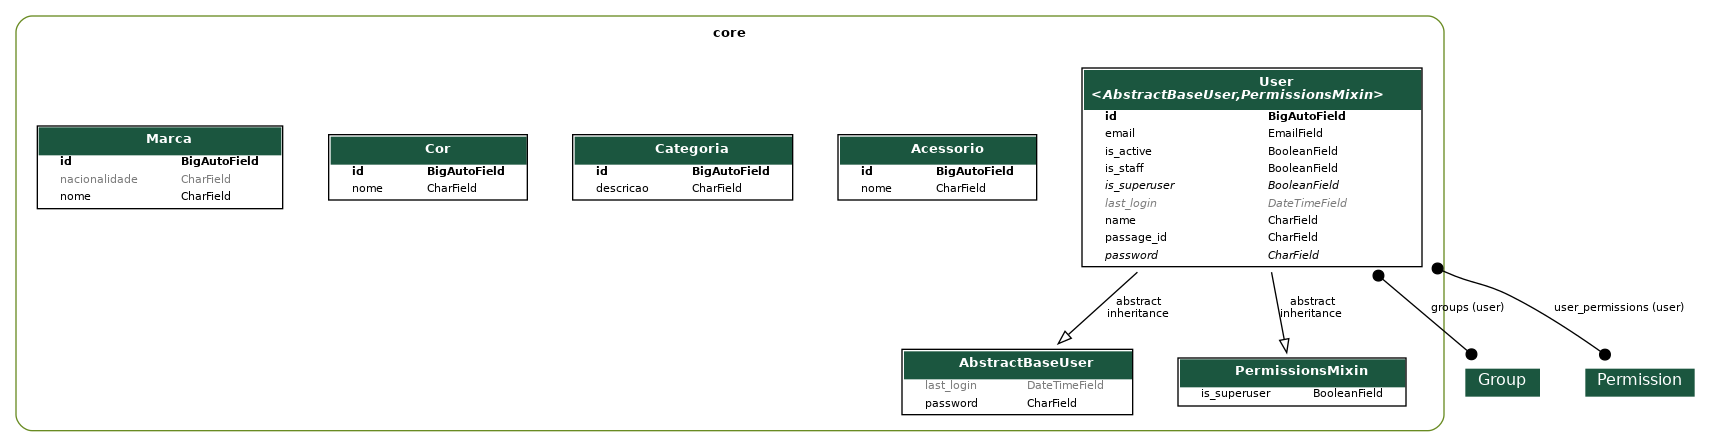 core
Marca
id BigAutoField
nacionalidade CharField
nome CharField
Cor
id BigAutoField
nome CharField
Categoria
id BigAutoField
descricao CharField
Acessorio
id BigAutoField
nome CharField
User
<AbstractBaseUser,PermissionsMixin>
id BigAutoField
email EmailField
is_active BooleanField
is_staff BooleanField
is_superuser BooleanField
last_login DateTimeField
name CharField
passage_id CharField
password CharField
abstract
inheritance
abstract
inheritance
groups (user)
user_permissions (user)
AbstractBaseUser
last_login DateTimeField
password CharField
PermissionsMixin
is_superuser BooleanField
Group
Permission